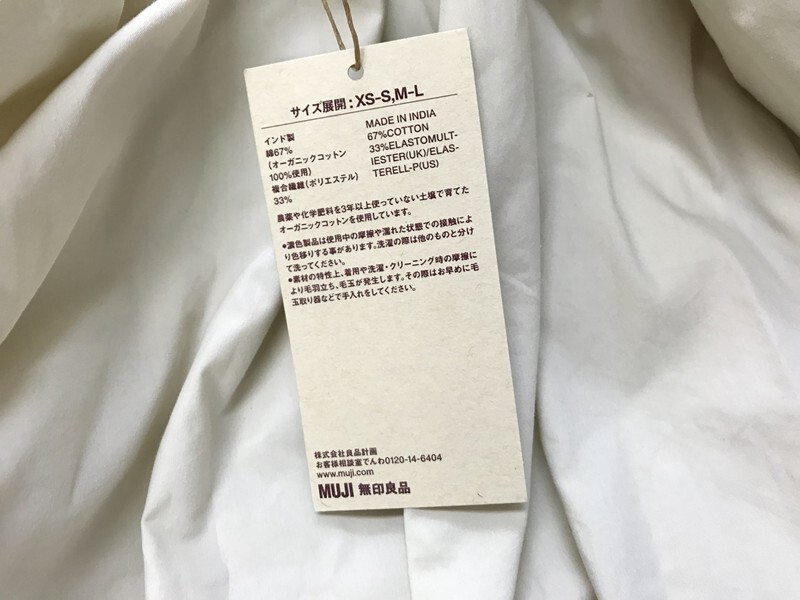 サイズ展開：XS-S,M-L
インド製
綿67%
(オーガニックコットン
100%使用)
複合繊維(ポリエステル)
33%
MADE IN INDIA
67%COTTON
33%ELASTOMULT-
IESTER(UK)/ELAS-
TERELL-P(US)
農薬や化学肥料を3年以上使っていない土壌で育てた
オーガニックコットンを使用しています。
●濃色製品は使用中の摩擦や濡れた状態での接触によ
り色移りする事があります。洗濯の際は他のものと分け
て洗ってください。
●素材の特性上、着用や洗濯・クリーニング時の摩擦に
より毛羽立ち、毛玉が発生します。その際はお早めに毛
玉取り器などで手入れをしてください。
株式会社良品計画
お客様相談室でんわ0120-14-6404
www.muji.com
MUJI 無印良品